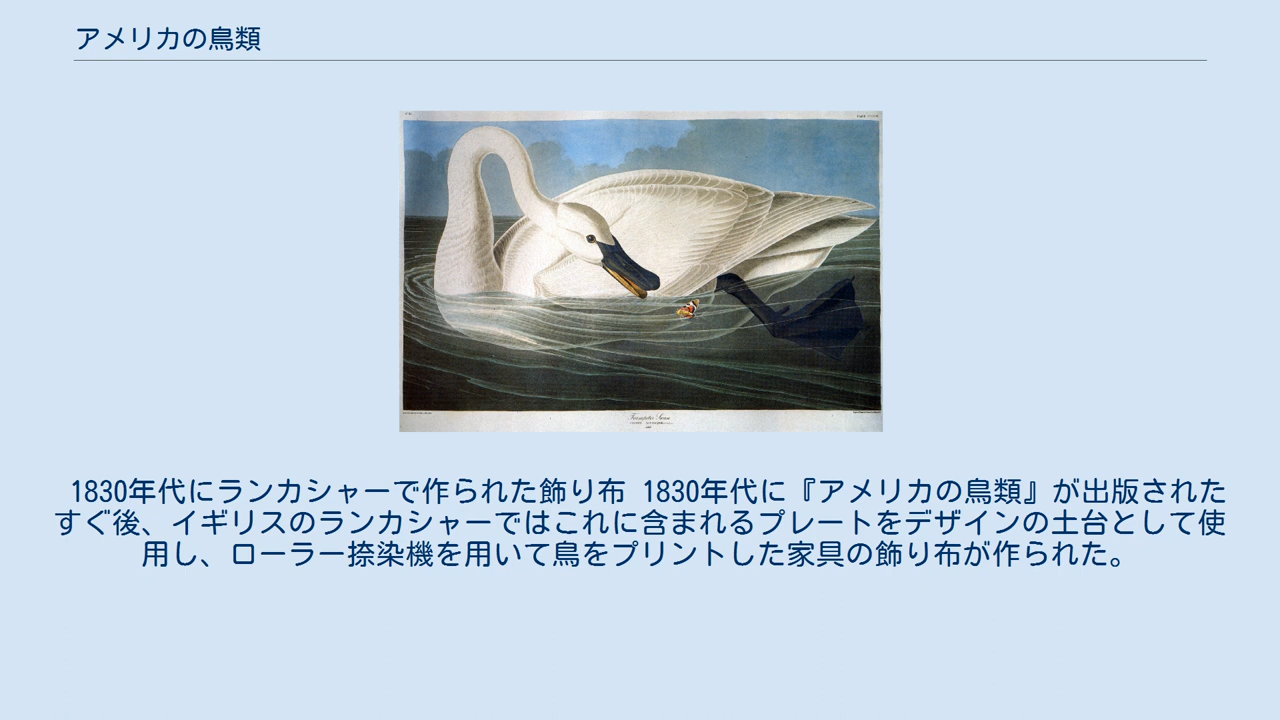 アメリカの鳥類
Trumpeter Swan
1830年代にランカシャーで作られた飾り布 1830年代に『アメリカの鳥類』が出版された
すぐ後、イギリスのランカシャーではこれに含まれるプレートをデザインの土台として使
用し、ローラー捺染機を用いて鳥をプリントした家具の飾り布が作られた。